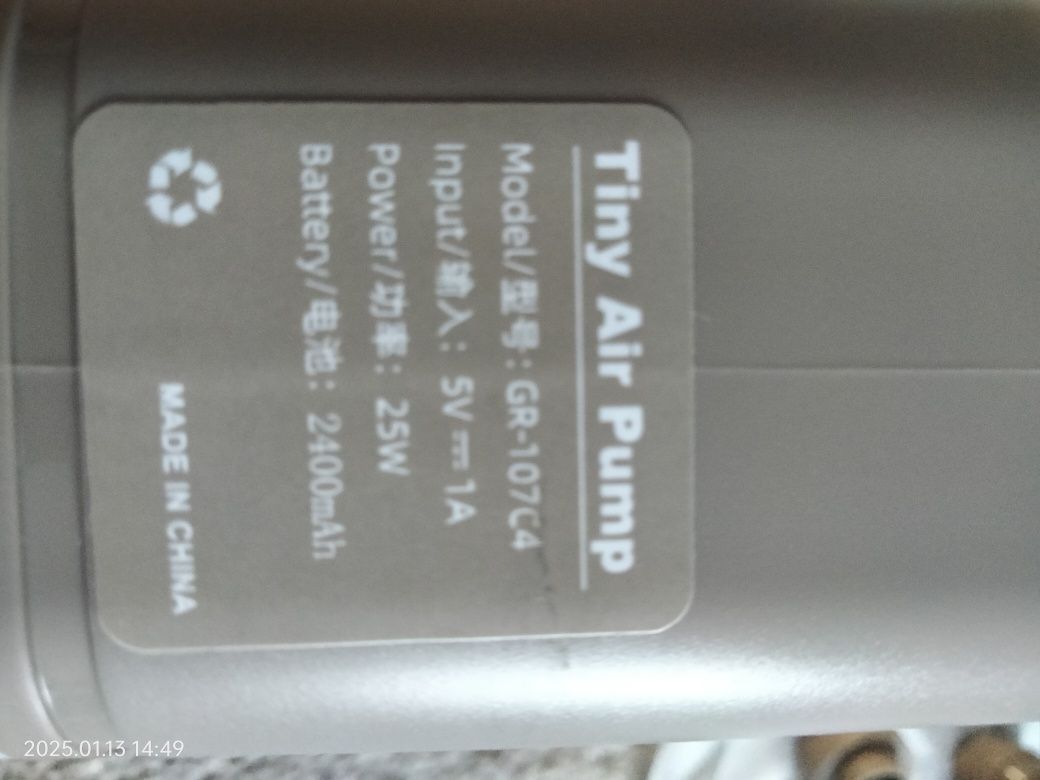 Tiny Air Pump
Model/型号: GR-107C4
Input/输入: 5V⎓1A
Power/功率: 25W
Battery/电池: 2400mAh
MADE IN CHINA
2025.01.13 14:49